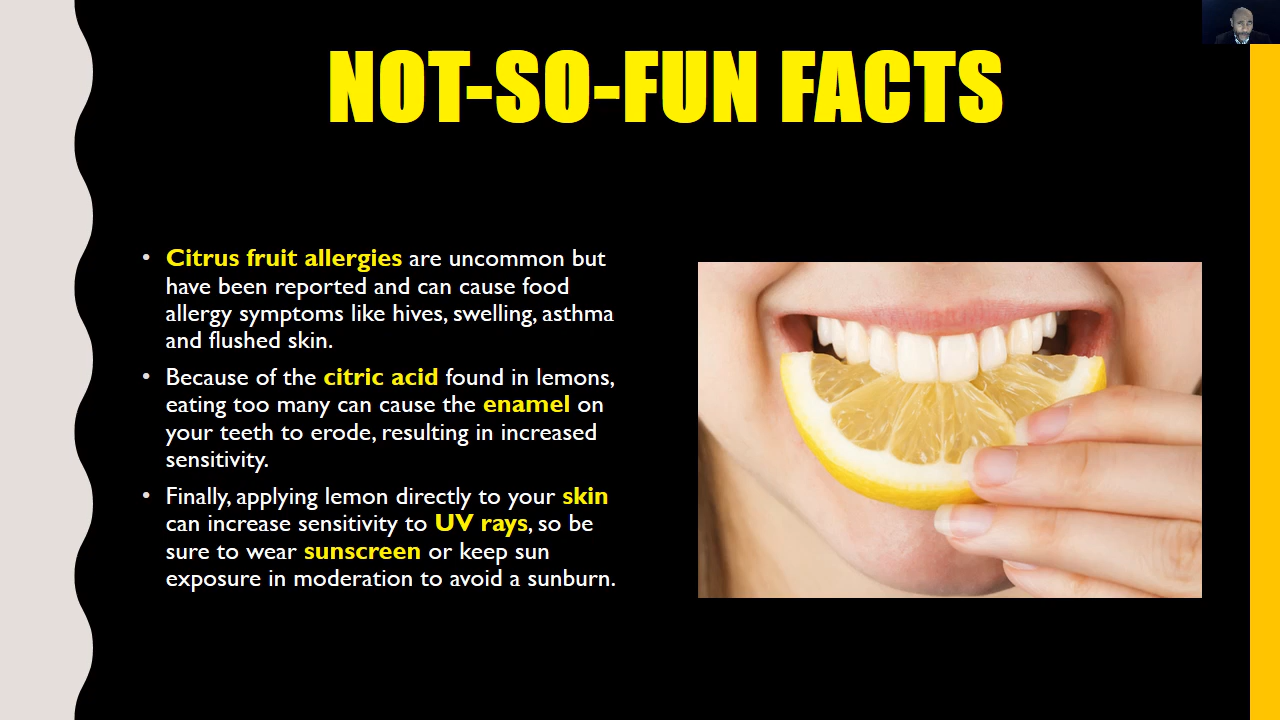 NOT-SO-FUN FACTS
• Citrus fruit allergies are uncommon but
have been reported and can cause food
allergy symptoms like hives, swelling, asthma
and flushed skin.
• Because of the citric acid found in lemons,
eating too many can cause the enamel on
your teeth to erode, resulting in increased
sensitivity.
• Finally, applying lemon directly to your skin
can increase sensitivity to UV rays, so be
sure to wear sunscreen or keep sun
exposure in moderation to avoid a sunburn.